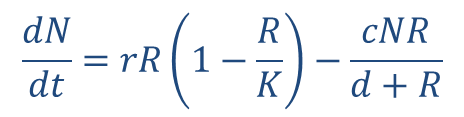 dN/dt = rR(1 − R/K) − cNR/(d + R)